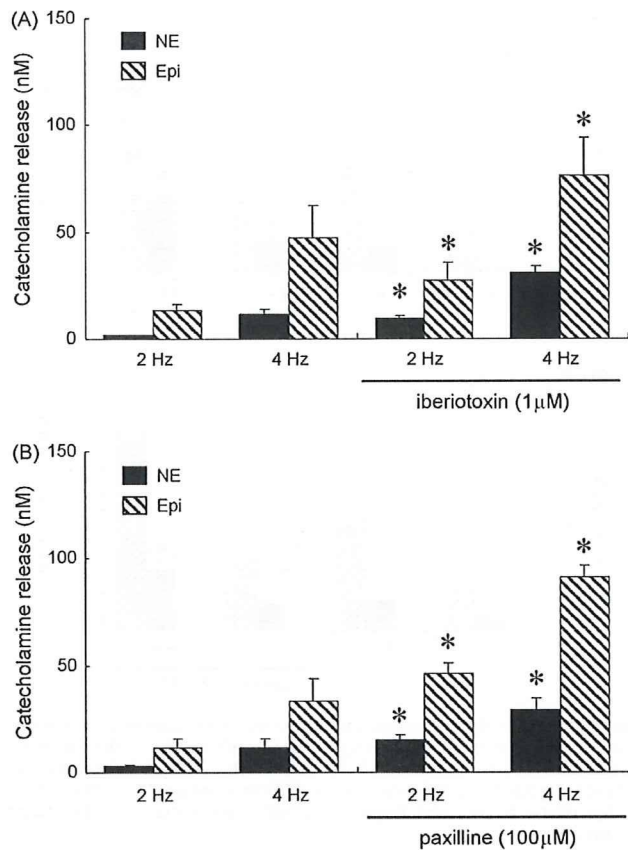 (A)
150
100
50
0
Catecholamine release (nM)
NE
Epi
*
*
*
*
2 Hz
4 Hz
2 Hz
4 Hz
iberiotoxin (1μM)
(B)
150
100
50
0
Catecholamine release (nM)
NE
Epi
*
*
*
*
2 Hz
4 Hz
2 Hz
4 Hz
paxilline (100μM)